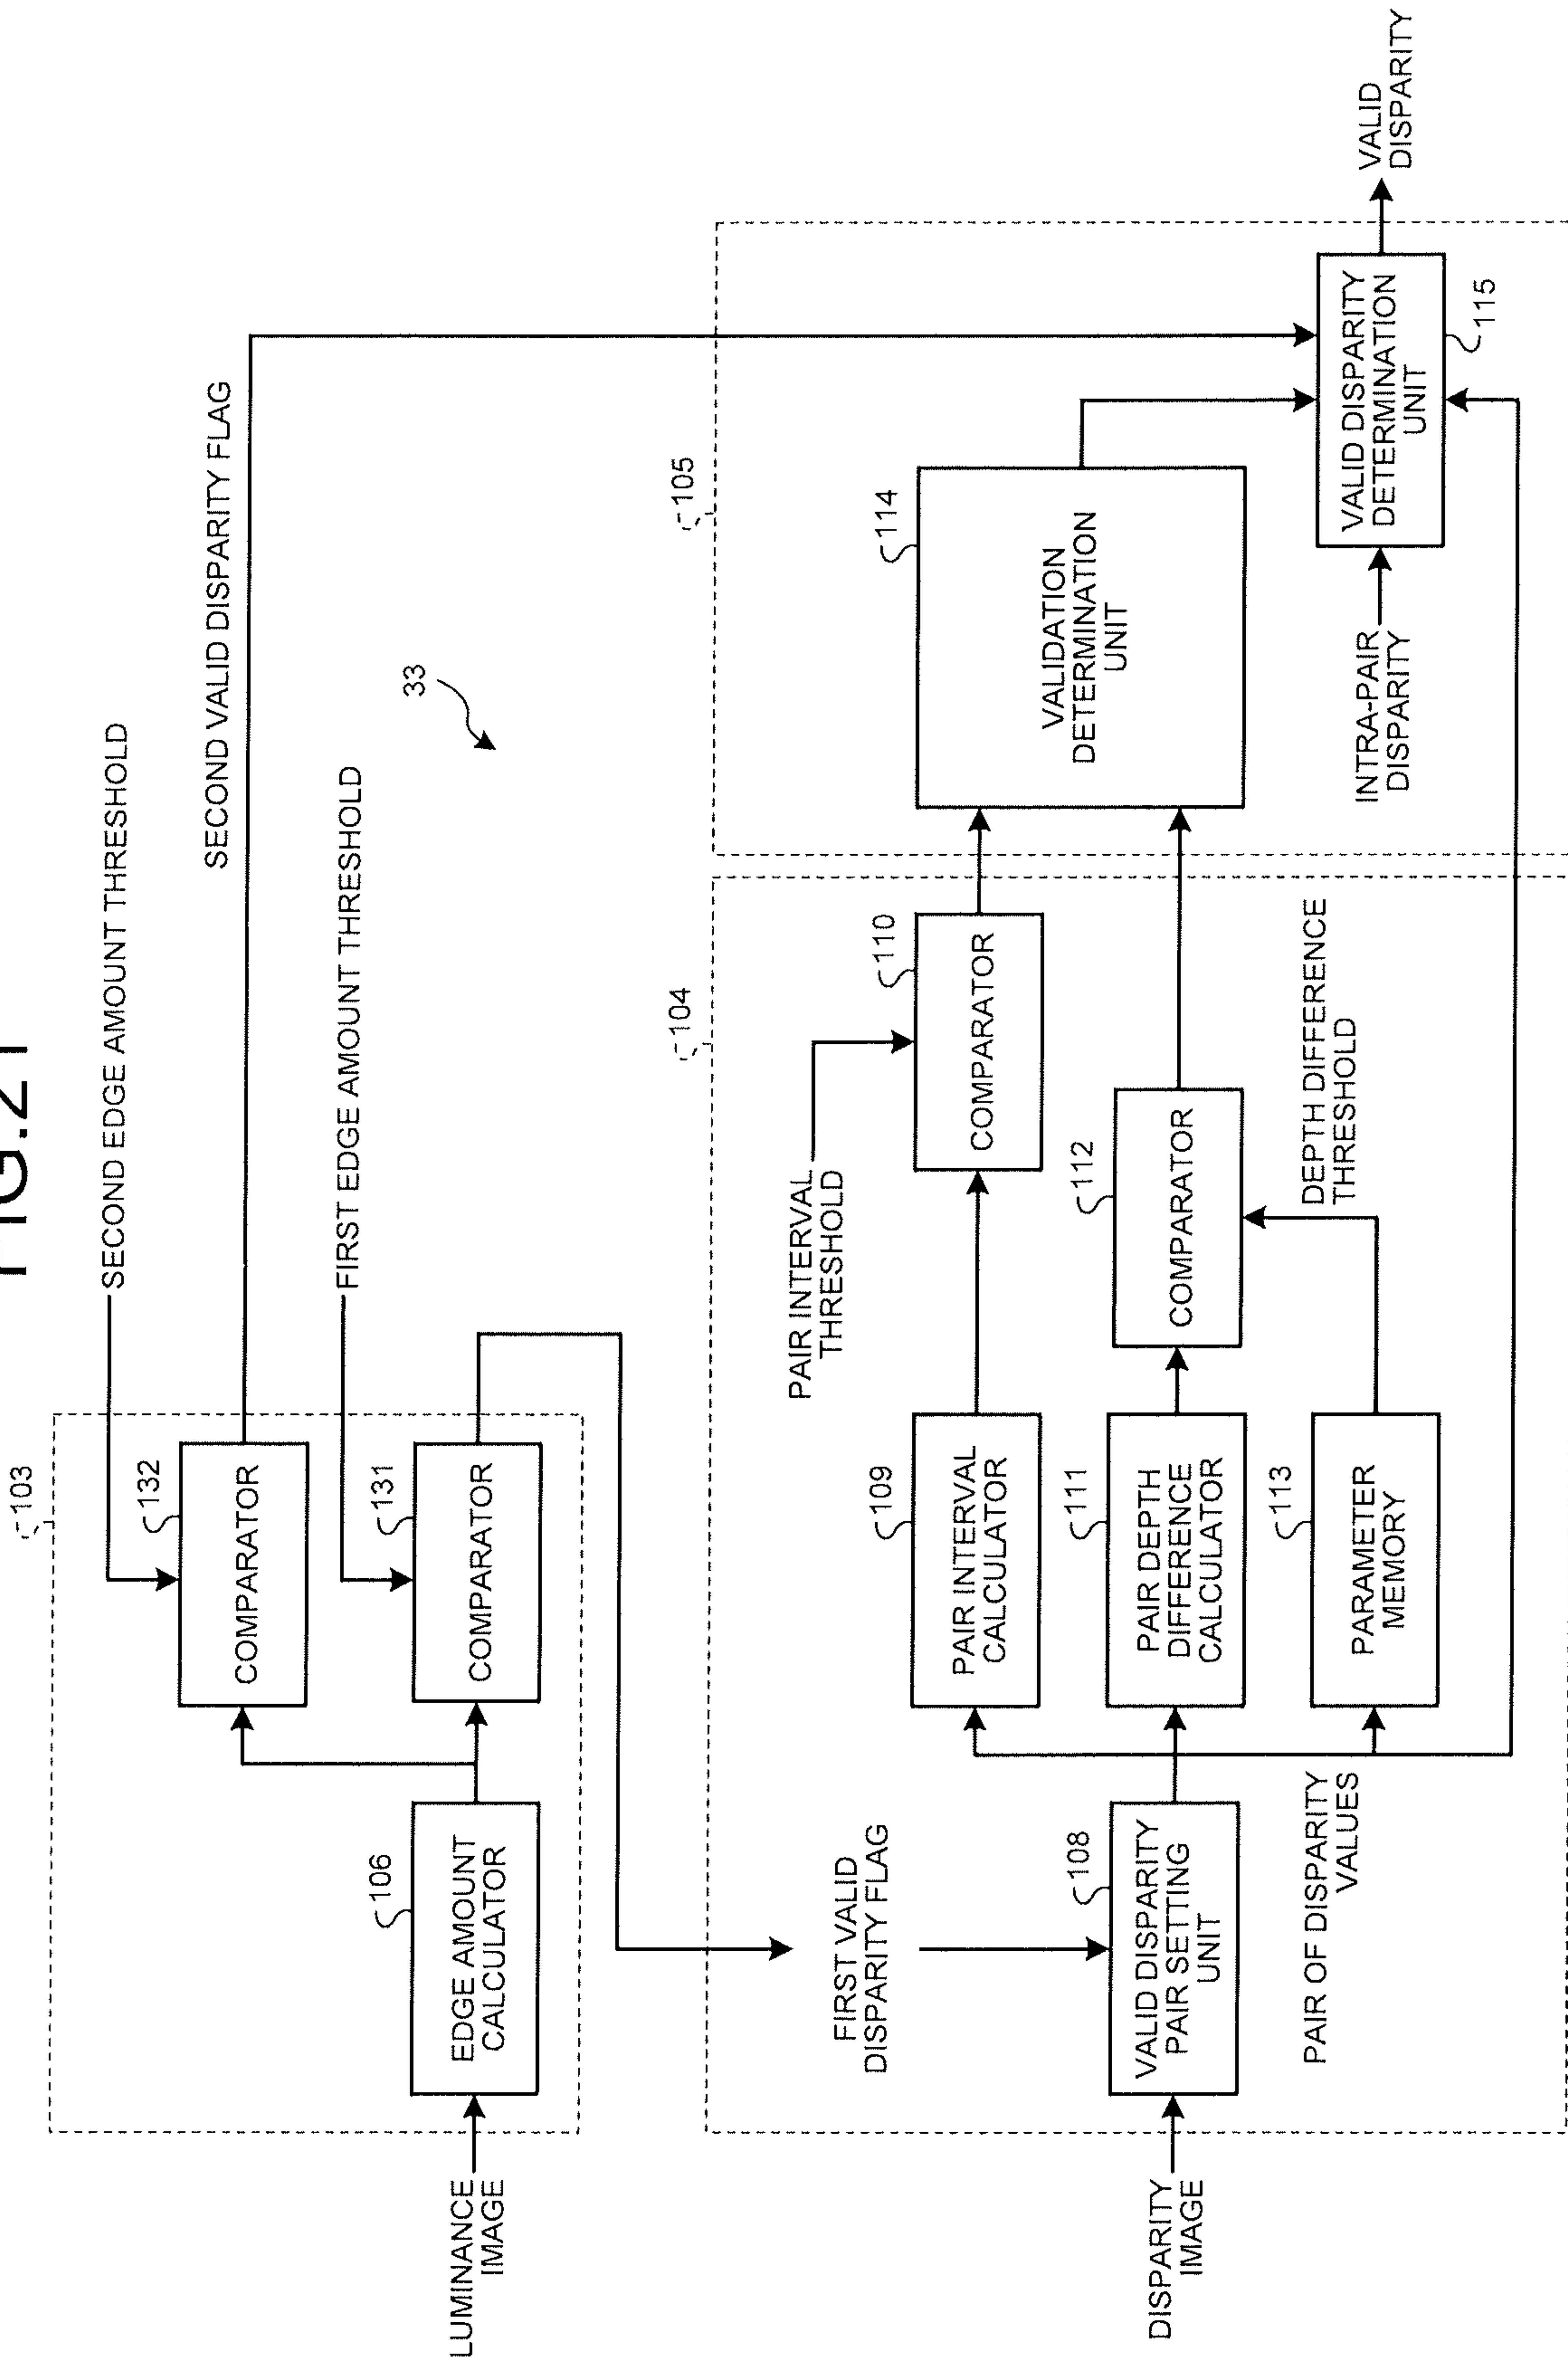 FIG.21
SECOND EDGE AMOUNT THRESHOLD
SECOND VALID DISPARITY FLAG
103
132
COMPARATOR
FIRST EDGE AMOUNT THRESHOLD
131
COMPARATOR
106
EDGE AMOUNT
CALCULATOR
LUMINANCE
IMAGE
33
104
105
PAIR INTERVAL
THRESHOLD
FIRST VALID
DISPARITY FLAG
109
PAIR INTERVAL
CALCULATOR
110
COMPARATOR
114
VALIDATION
DETERMINATION
UNIT
108
VALID DISPARITY
PAIR SETTING
UNIT
DISPARITY
IMAGE
111
PAIR DEPTH
DIFFERENCE
CALCULATOR
112
COMPARATOR
DEPTH DIFFERENCE
THRESHOLD
PAIR OF DISPARITY
VALUES
113
PARAMETER
MEMORY
INTRA-PAIR
DISPARITY
VALID DISPARITY
DETERMINATION
UNIT
115
VALID
DISPARITY